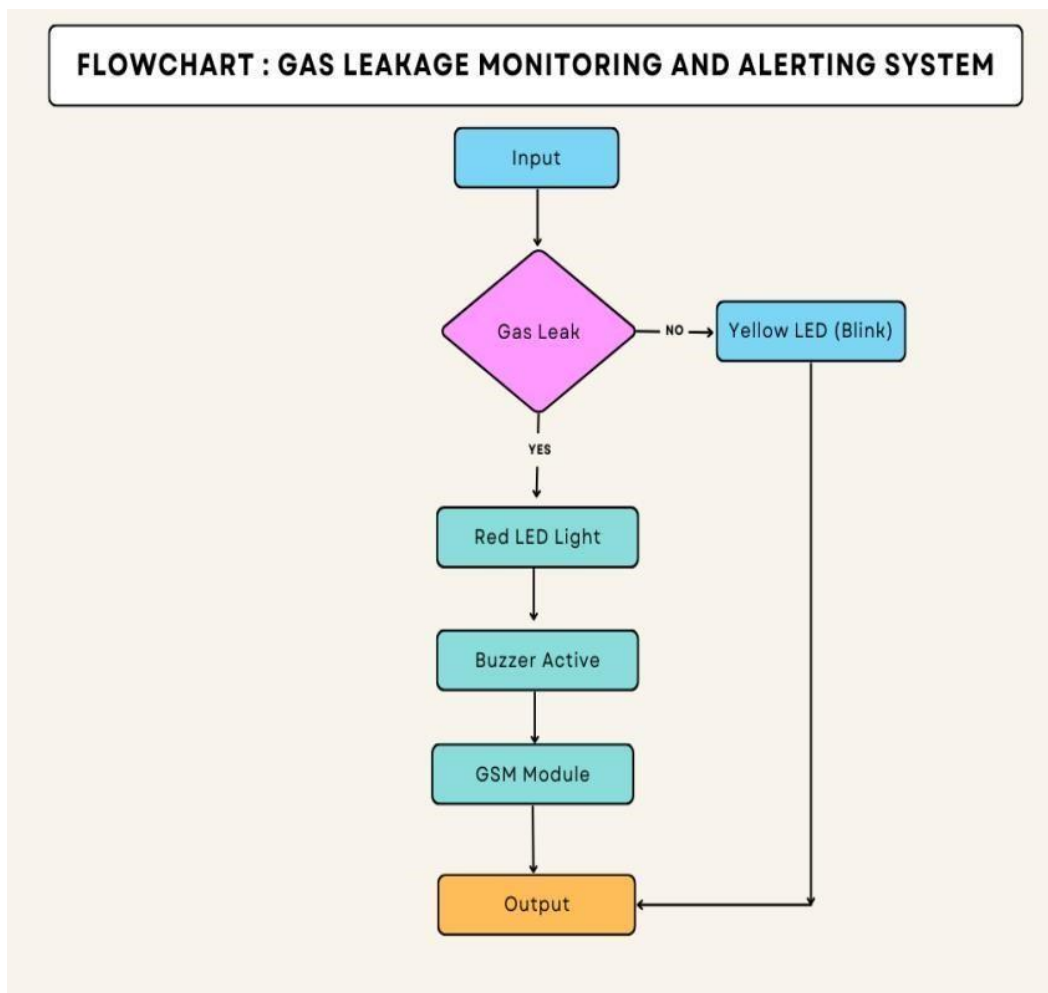 FLOWCHART : GAS LEAKAGE MONITORING AND ALERTING SYSTEM
Input
Gas Leak
NO
Yellow LED (Blink)
YES
Red LED Light
Buzzer Active
GSM Module
Output